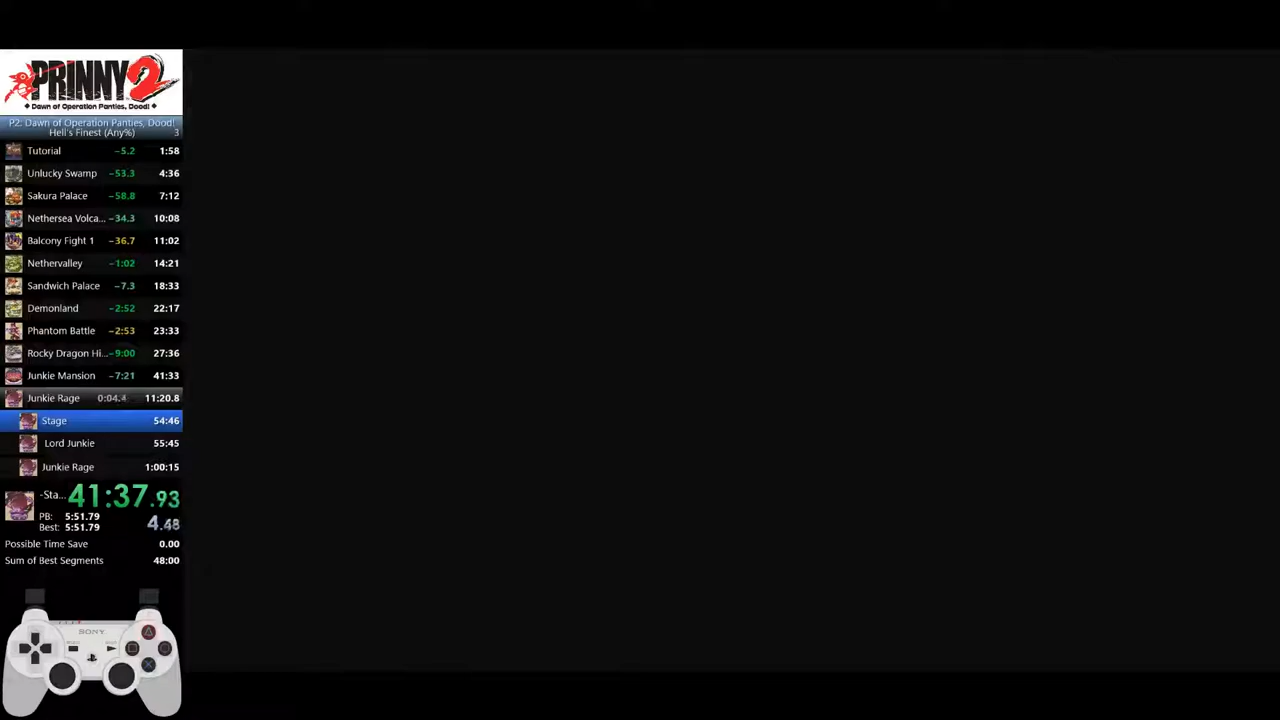 PRINNY2
Dawn of Operation Panties, Dood!
P2: Dawn of Operation Panties, Dood!
Hell's Finest (Any%) 3
Tutorial −5.2 1:58
Unlucky Swamp −53.3 4:36
Sakura Palace −58.8 7:12
Nethersea Volca... −34.3 10:08
Balcony Fight 1 −36.7 11:02
Nethervalley −1:02 14:21
Sandwich Palace −7.3 18:33
Demonland −2:52 22:17
Phantom Battle −2:53 23:33
Rocky Dragon Hi... −9:00 27:36
Junkie Mansion −7:21 41:33
Junkie Rage 0:04.4 11:20.8
Stage 54:46
Lord Junkie 55:45
Junkie Rage 1:00:15
-Sta... 41:37.93
PB: 5:51.79
Best: 5:51.79 4.48
Possible Time Save 0.00
Sum of Best Segments 48:00
SONY